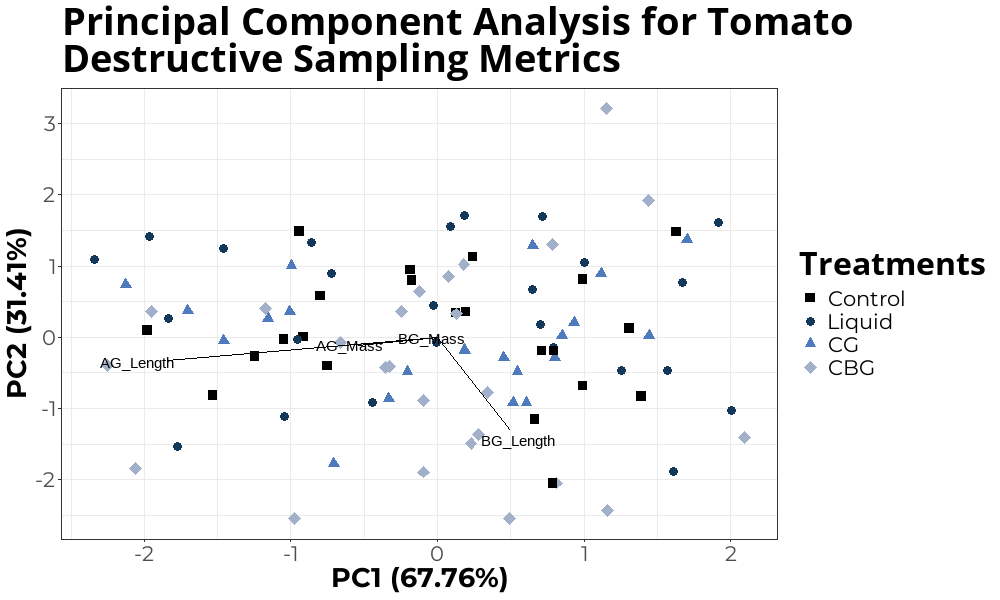 Principal Component Analysis for Tomato
Destructive Sampling Metrics
PC2 (31.41%)
3
2
1
0
-1
-2
AG_Length
AG_Mass
BG_Mass
BG_Length
-2
-1
0
1
2
PC1 (67.76%)
Treatments
Control
Liquid
CG
CBG